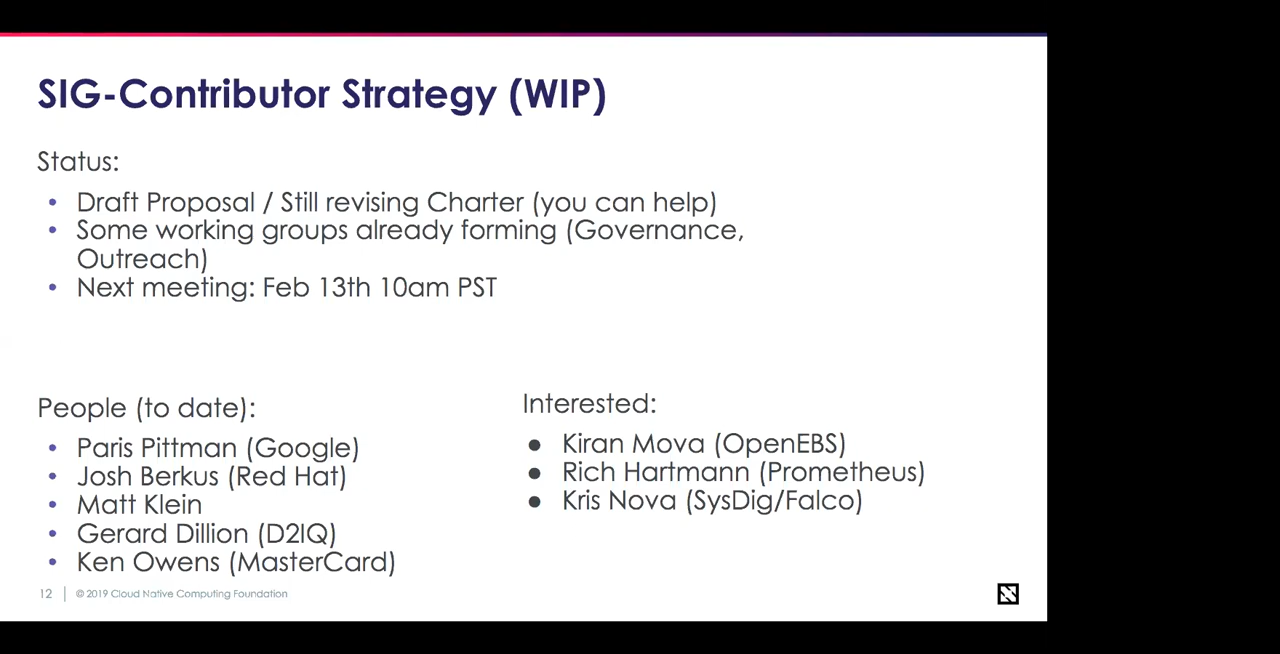 SIG-Contributor Strategy (WIP)
Status:
• Draft Proposal / Still revising Charter (you can help)
• Some working groups already forming (Governance,
Outreach)
• Next meeting: Feb 13th 10am PST
People (to date):
• Paris Pittman (Google)
• Josh Berkus (Red Hat)
• Matt Klein
• Gerard Dillion (D2IQ)
• Ken Owens (MasterCard)
Interested:
● Kiran Mova (OpenEBS)
● Rich Hartmann (Prometheus)
● Kris Nova (SysDig/Falco)
12 | © 2019 Cloud Native Computing Foundation